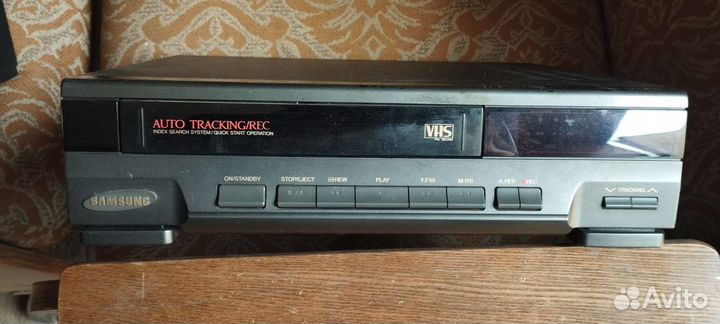 AUTO TRACKING/REC
INDEX SEARCH SYSTEM/QUICK START OPERATION
VHS
ON/STANDBY
STOP/EJECT
REW
PLAY
F.F
P/S
A.REP
REC
TRACKING
SAMSUNG
Avito